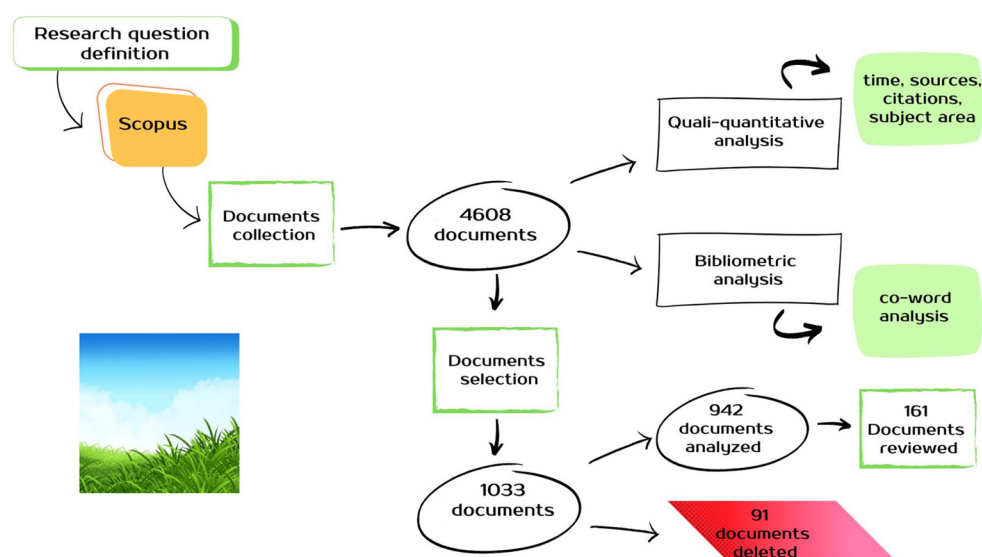 Research question
definition
Scopus
Documents
collection
4608
documents
Quali-quantitative
analysis
time, sources,
citations,
subject area
Bibliometric
analysis
co-word
analysis
Documents
selection
1033
documents
942
documents
analyzed
161
Documents
reviewed
91
documents
deleted